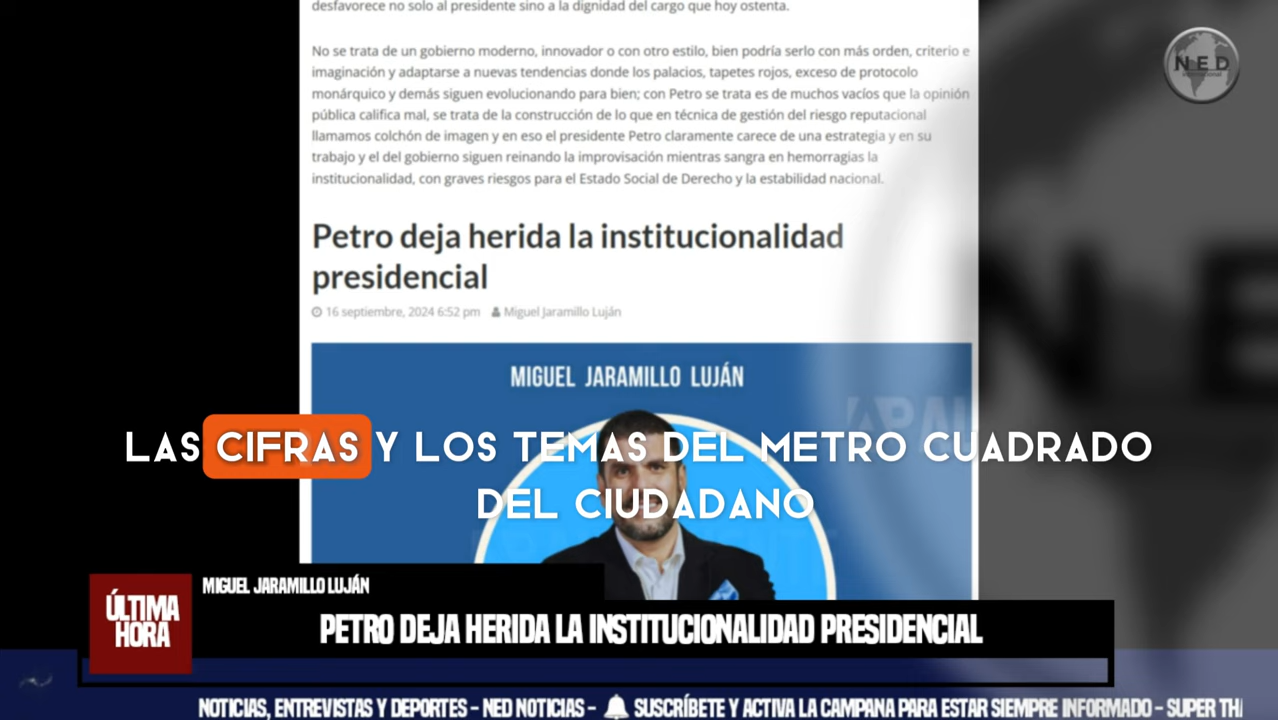 desfavorece no solo al presidente sino a la dignidad del cargo que hoy ostenta.
NED
international
No se trata de un gobierno moderno, innovador o con otro estilo, bien podría serlo con más orden, criterio e
imaginación y adaptarse a nuevas tendencias donde los palacios, tapetes rojos, exceso de protocolo
monárquico y demás siguen evolucionando para bien; con Petro se trata es de muchos vacíos que la opinión
pública califica mal, se trata de la construcción de lo que en técnica de gestión del riesgo reputacional
llamamos colchón de imagen y en eso el presidente Petro claramente carece de una estrategia y en su
trabajo y el del gobierno siguen reinando la improvisación mientras sangra en hemorragias la
institucionalidad, con graves riesgos para el Estado Social de Derecho y la estabilidad nacional.
Petro deja herida la institucionalidad
presidencial
16 septiembre, 2024 6:52 pm Miguel Jaramillo Luján
MIGUEL JARAMILLO LUJÁN
LAS CIFRAS Y LOS TEMAS DEL METRO CUADRADO
DEL CIUDADANO
MIGUEL JARAMILLO LUJÁN
ÚLTIMA
HORA
PETRO DEJA HERIDA LA INSTITUCIONALIDAD PRESIDENCIAL
NOTICIAS, ENTREVISTAS Y DEPORTES - NED NOTICIAS - SUSCRÍBETE Y ACTIVA LA CAMPANA PARA ESTAR SIEMPRE INFORMADO - SUPER